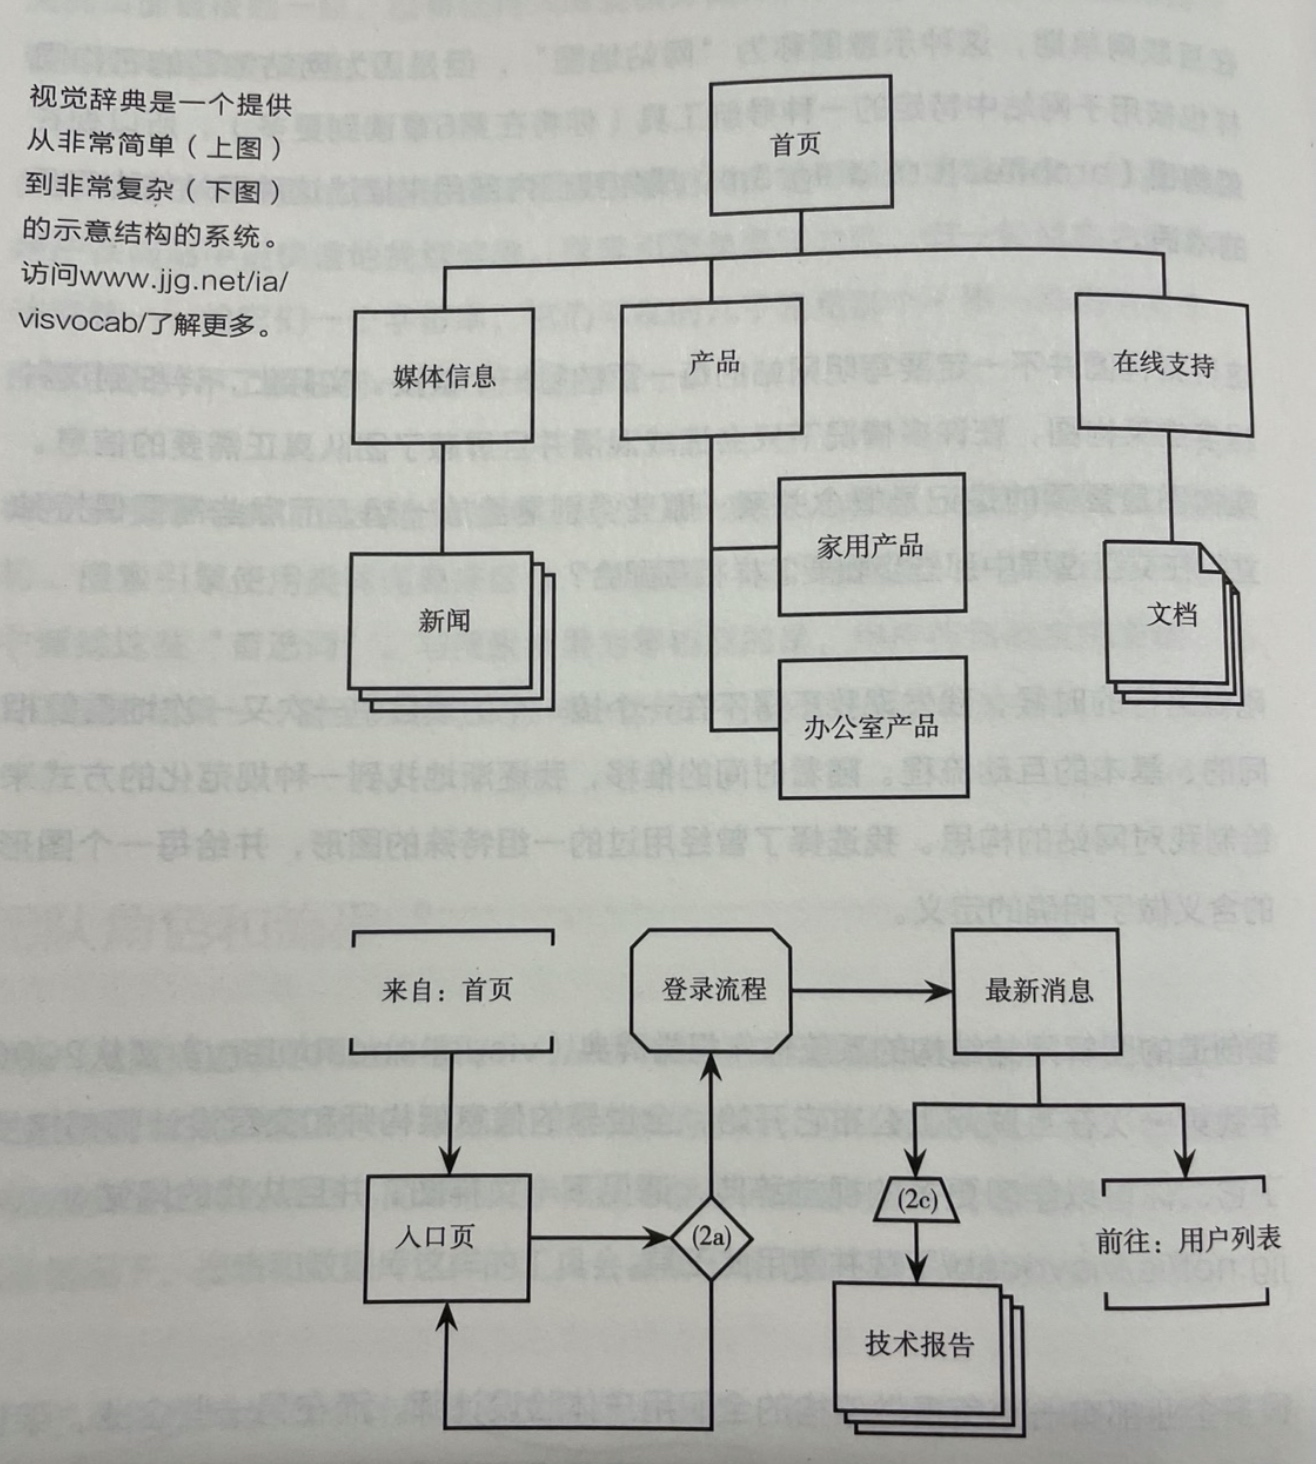 视觉辞典是一个提供
从非常简单（上图）
到非常复杂（下图）
的示意结构的系统。
访问www.jjg.net/ia/
visvocab/了解更多。
首页
媒体信息
产品
在线支持
家用产品
新闻
文档
办公室产品
来自：首页
登录流程
最新消息
入口页
(2a)
(2c)
前往：用户列表
技术报告